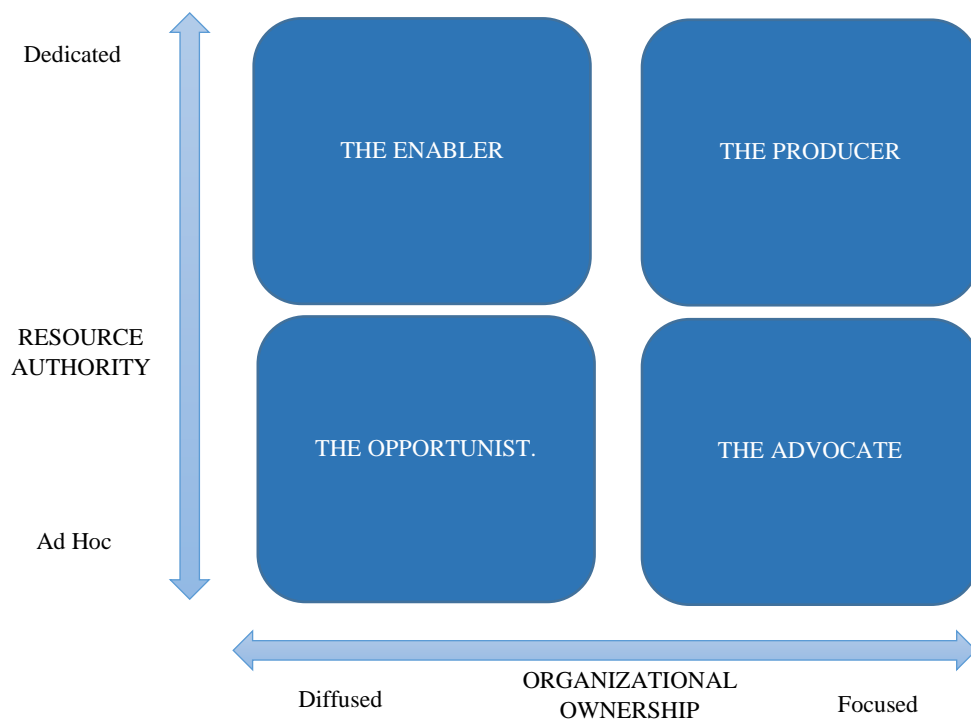 Dedicated
THE ENABLER
THE PRODUCER
RESOURCE
AUTHORITY
THE OPPORTUNIST.
THE ADVOCATE
Ad Hoc
Diffused
ORGANIZATIONAL
OWNERSHIP
Focused